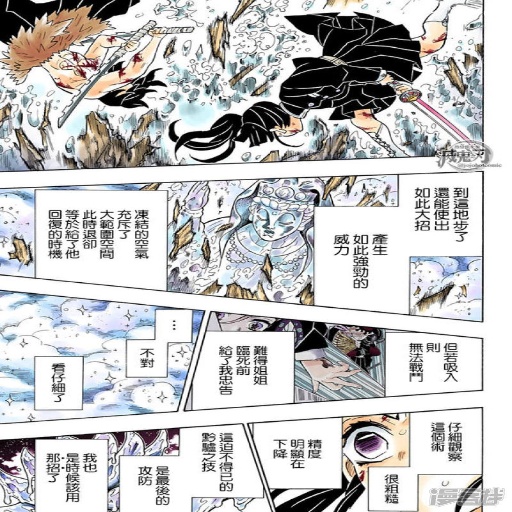 到這地步了
還能使出
如此大招
產生
如此強勁的
威力
凍結的空氣
充斥了
大範圍空間
此時退卻
等於給了他
回復的時機
但若吸入
則
無法戰鬥
難得姐姐
臨死前
給了我忠告
…
不對
看仔細了
仔細觀察
這個術
很粗糙
精度
明顯在
下降
這迫不得已的
黔驢之技
是最後的
攻防
我也
是時候該用
那招了
漫画伴